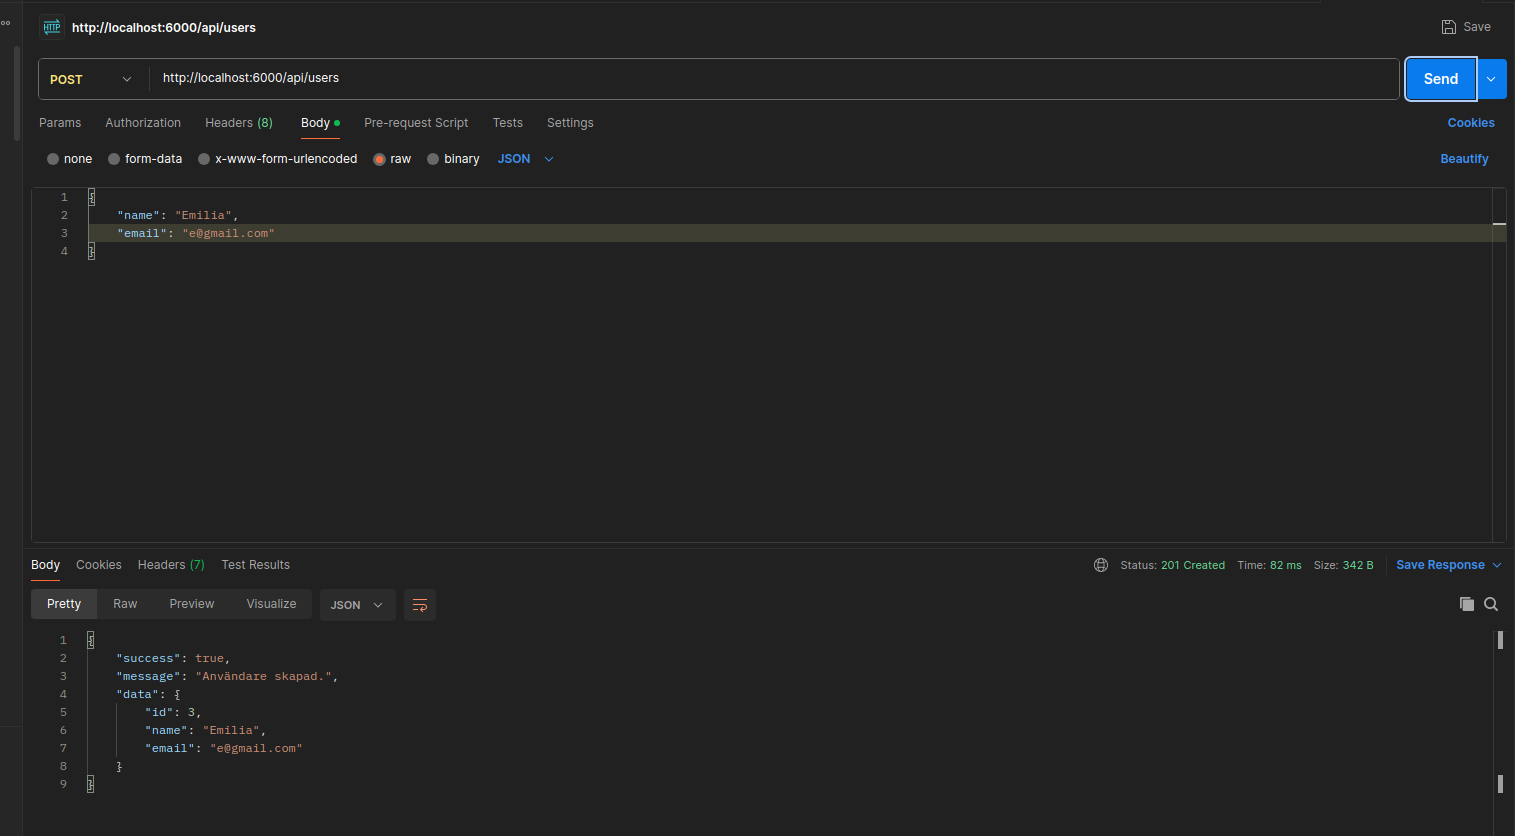 HTTP http://localhost:6000/api/users Save
POST http://localhost:6000/api/users Send
Params Authorization Headers (8) Body Pre-request Script Tests Settings Cookies
none form-data x-www-form-urlencoded raw binary JSON Beautify
1 {
2 "name": "Emilia",
3 "email": "e@gmail.com"
4 }
Body Cookies Headers (7) Test Results Status: 201 Created Time: 82 ms Size: 342 B Save Response
Pretty Raw Preview Visualize JSON
1 {
2 "success": true,
3 "message": "Användare skapad.",
4 "data": {
5 "id": 3,
6 "name": "Emilia",
7 "email": "e@gmail.com"
8 }
9 }